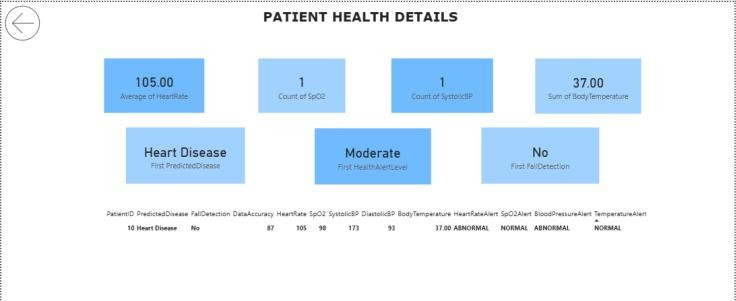 PATIENT HEALTH DETAILS
105.00
Average of HeartRate
1
Count of SpO2
1
Count of SystolicBP
37.00
Sum of BodyTemperature
Heart Disease
First PredictedDisease
Moderate
First HealthAlertLevel
No
First FallDetection
PatientID PredictedDisease FallDetection DataAccuracy HeartRate SpO2 SystolicBP DiastolicBP BodyTemperature HeartRateAlert SpO2Alert BloodPressureAlert TemperatureAlert
10 Heart Disease No 87 105 98 173 93 37.00 ABNORMAL NORMAL ABNORMAL NORMAL